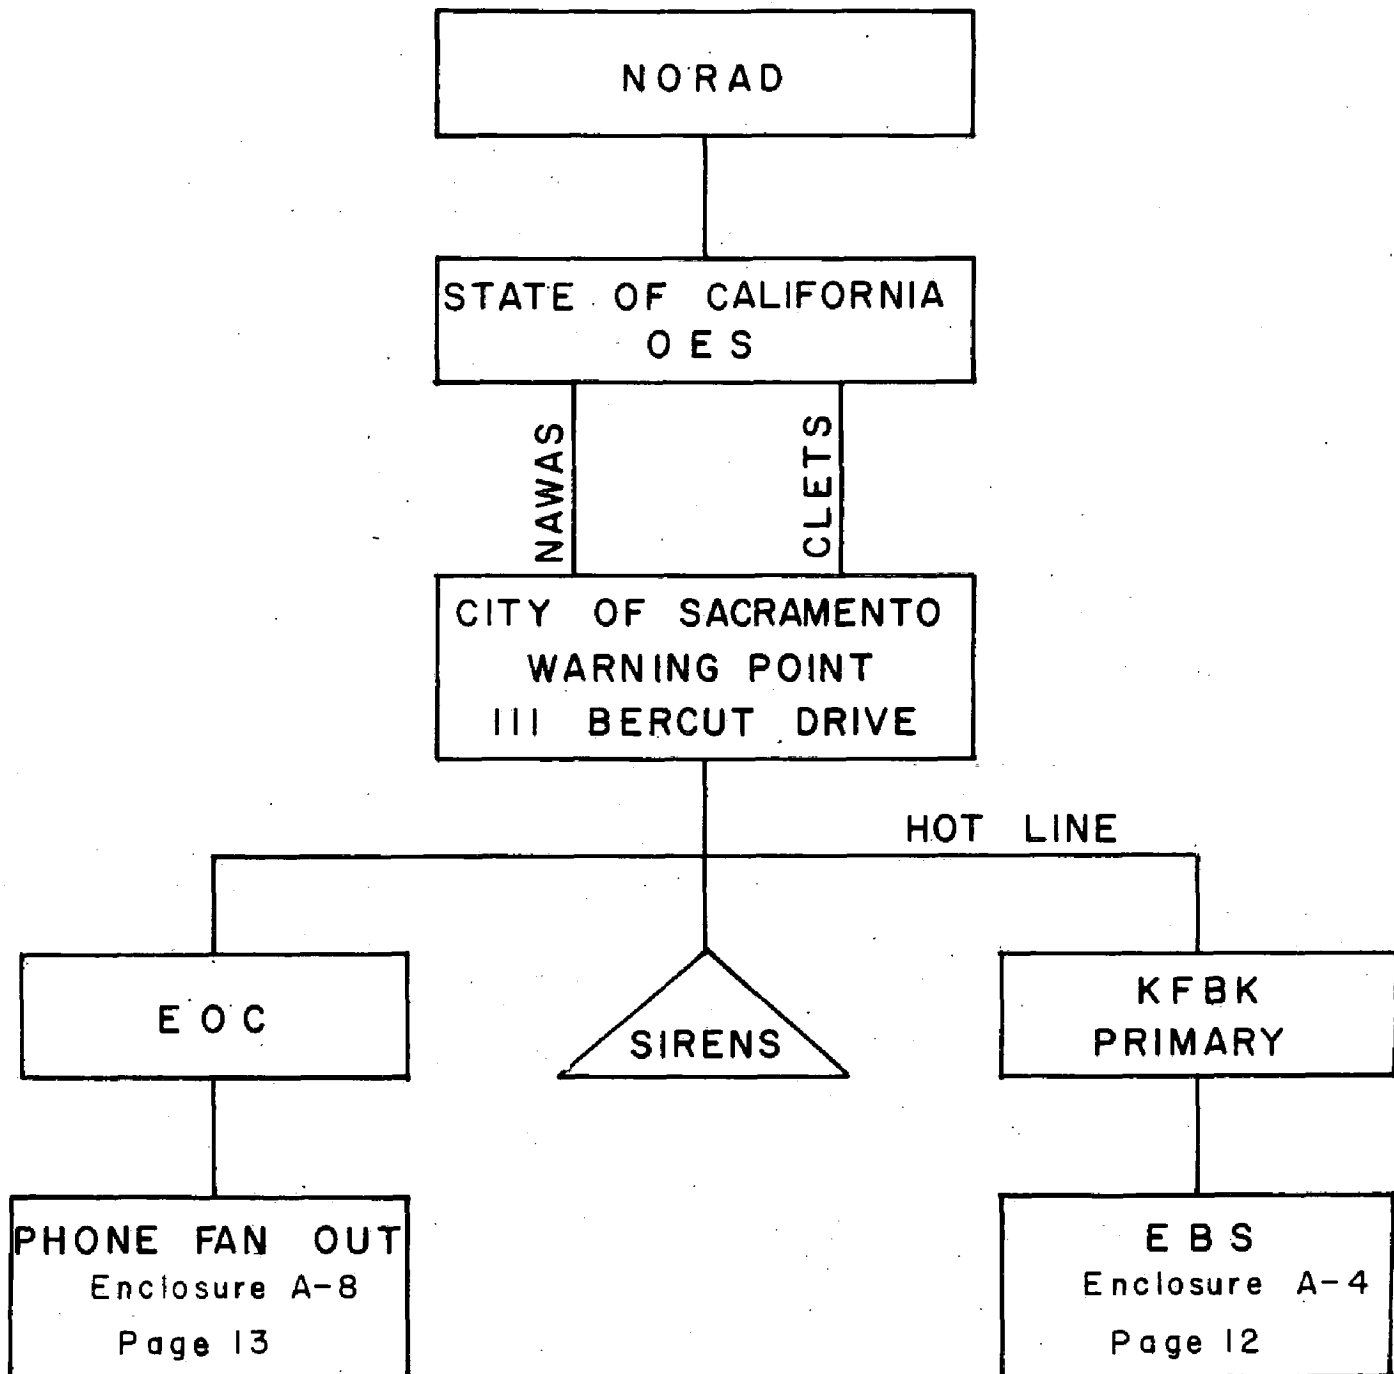 NORAD
STATE OF CALIFORNIA
OES
NAWAS
CLETS
CITY OF SACRAMENTO
WARNING POINT
111 BERCUT DRIVE
HOT LINE
EOC
SIRENS
KFBK
PRIMARY
PHONE FAN OUT
Enclosure A-8
Page 13
EBS
Enclosure A-4
Page 12